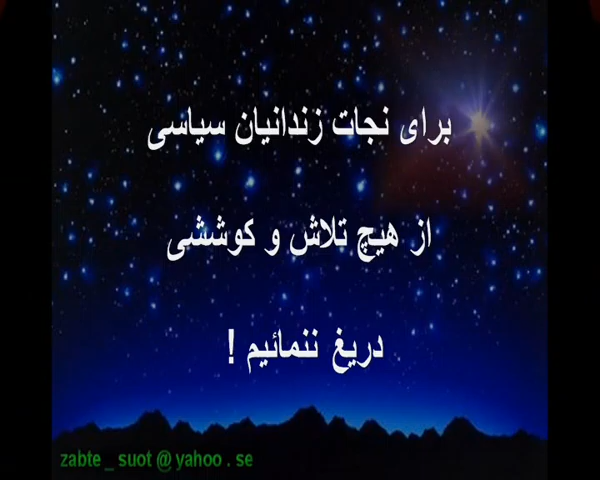 برای نجات زندانیان سیاسی
از هیچ تلاش و کوششی
دریغ ننمائیم !
zabte _ suot @ yahoo . se